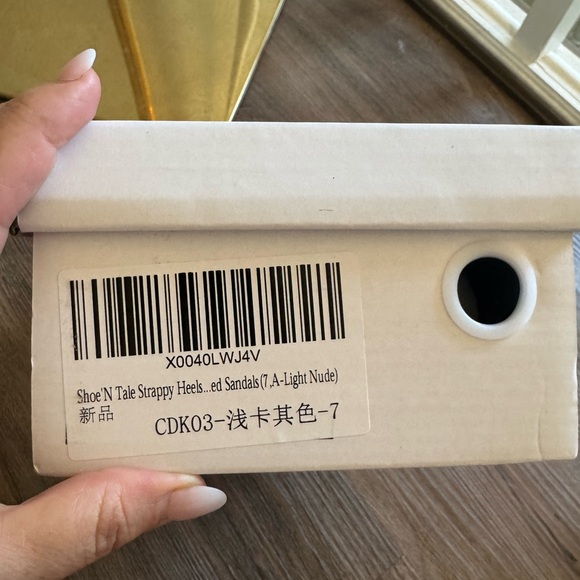 X0040LWJ4V
Shoe'N Tale Strappy Heels...ed Sandals(7,A-Light Nude)
新品
CDK03-浅卡其色-7